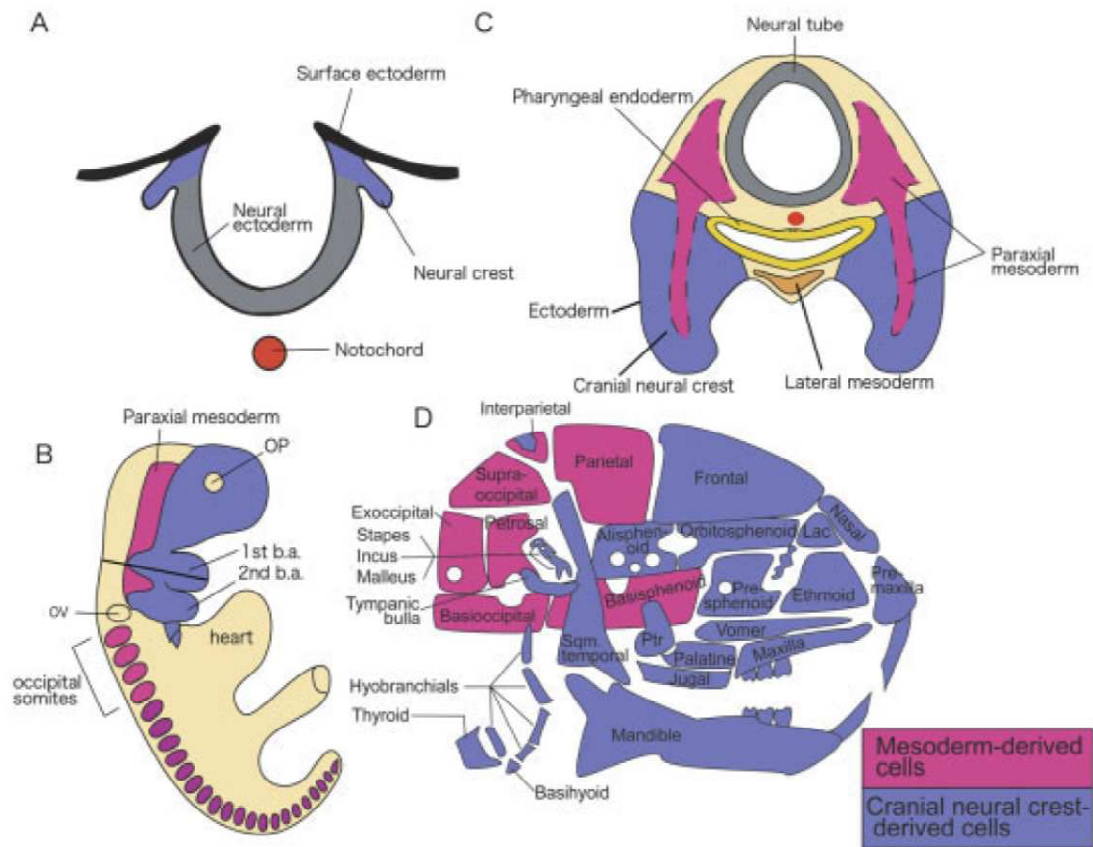 A
Surface ectoderm
Neural
ectoderm
Neural crest
Notochord
C
Neural tube
Pharyngeal endoderm
Paraxial
mesoderm
Ectoderm
Cranial neural crest
Lateral mesoderm
B
Paraxial mesoderm
OP
1st b.a.
2nd b.a.
OV
heart
occipital
somites
D
Interparietal
Supra-
occipital
Parietal
Frontal
Exoccipital
Stapes
Incus
Malleus
Petrosal
Tympanic
bulla
Basioccipital
Alisphen-
oid
Orbitosphenoid
Lac
Nasal
Basisphenoid
Pre-
sphenoid
Ethmoid
Pre-
maxilla
Sqm.
temporal
Ptr
Vomer
Palatine
Maxilla
Jugal
Hyobranchials
Thyroid
Mandible
Basihyoid
Mesoderm-derived
cells
Cranial neural crest-
derived cells